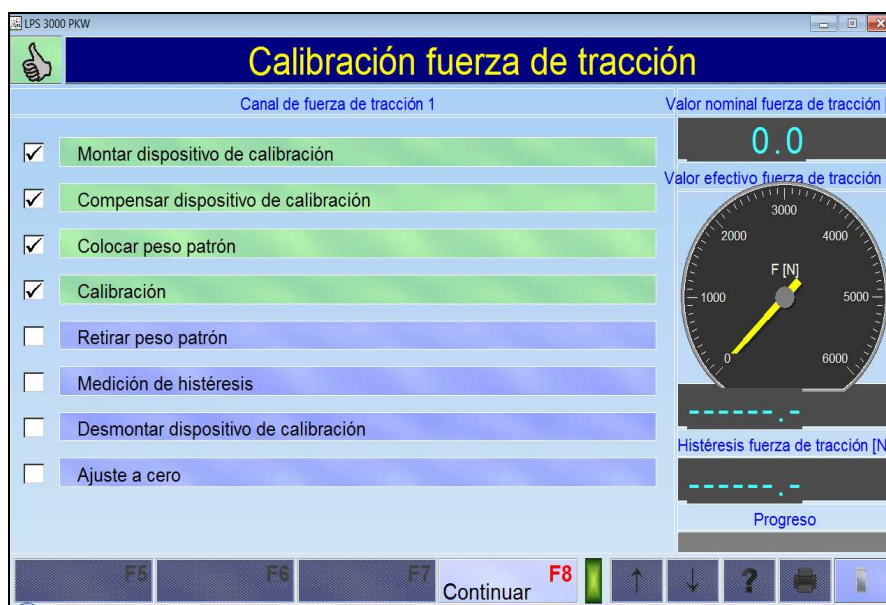 LPS 3000 PKW
Calibración fuerza de tracción
Canal de fuerza de tracción 1
Valor nominal fuerza de tracción [
0.0
Montar dispositivo de calibración
Compensar dispositivo de calibración
Colocar peso patrón
Calibración
Retirar peso patrón
Medición de histéresis
Desmontar dispositivo de calibración
Ajuste a cero
Valor efectivo fuerza de tracción
3000
2000
4000
F [N]
1000
5000
0
6000
------.-
Histéresis fuerza de tracción [N
------.-
Progreso
F5
F6
F7
Continuar F8
↑
↓
?